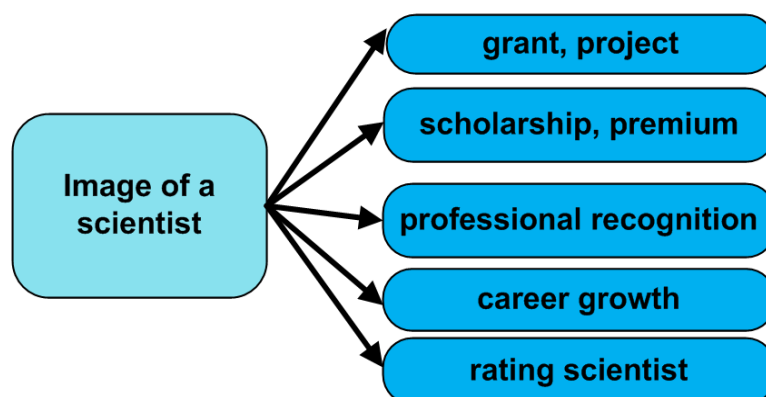 Image of a
scientist
grant, project
scholarship, premium
professional recognition
career growth
rating scientist